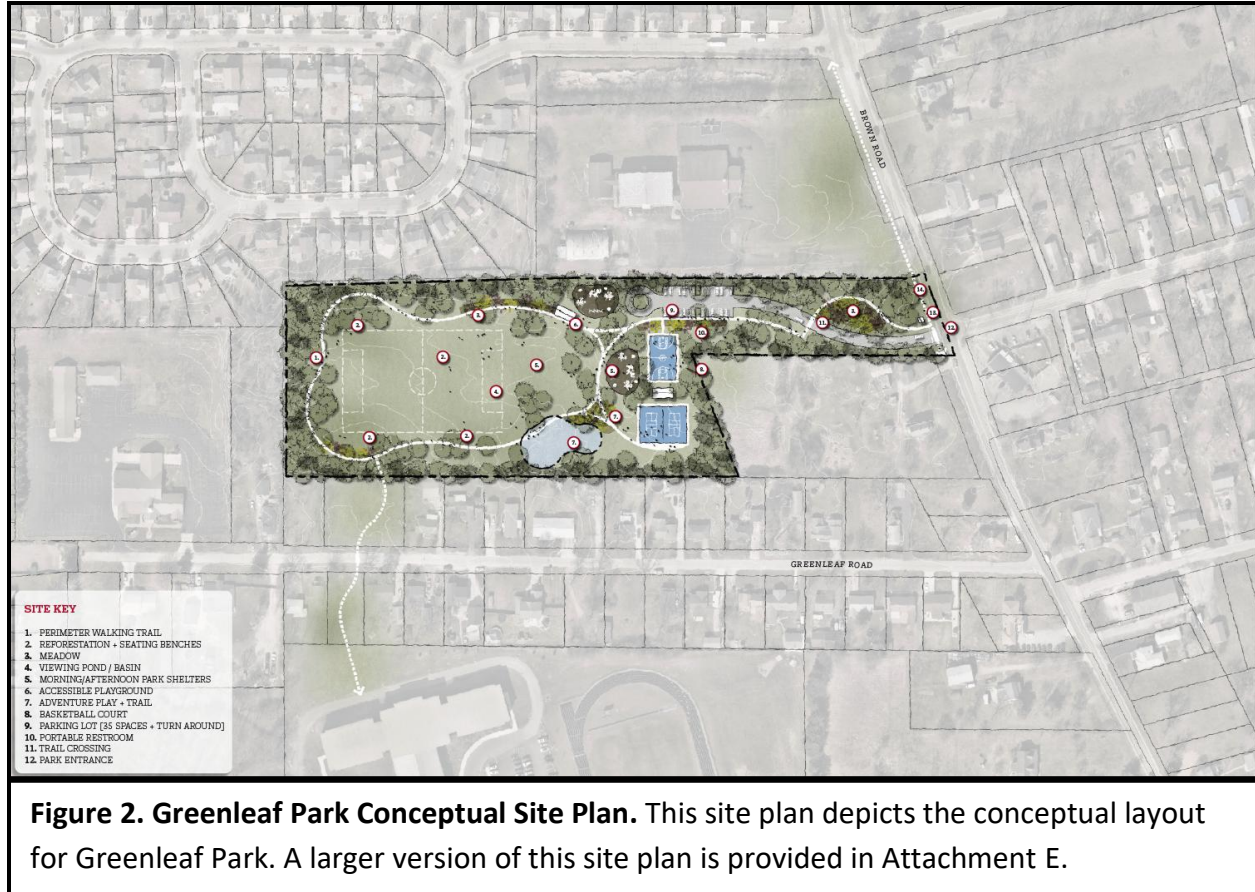 BROWN ROAD
GREENLEAF ROAD
SITE KEY
1. PERIMETER WALKING TRAIL
2. REFORESTATION + SEATING BENCHES
3. MEADOW
4. VIEWING POND / BASIN
5. MORNING/AFTERNOON PARK SHELTERS
6. ACCESSIBLE PLAYGROUND
7. ADVENTURE PLAY + TRAIL
8. BASKETBALL COURT
9. PARKING LOT [35 SPACES + TURN AROUND]
10. PORTABLE RESTROOM
11. TRAIL CROSSING
12. PARK ENTRANCE
Figure 2. Greenleaf Park Conceptual Site Plan. This site plan depicts the conceptual layout
for Greenleaf Park. A larger version of this site plan is provided in Attachment E.